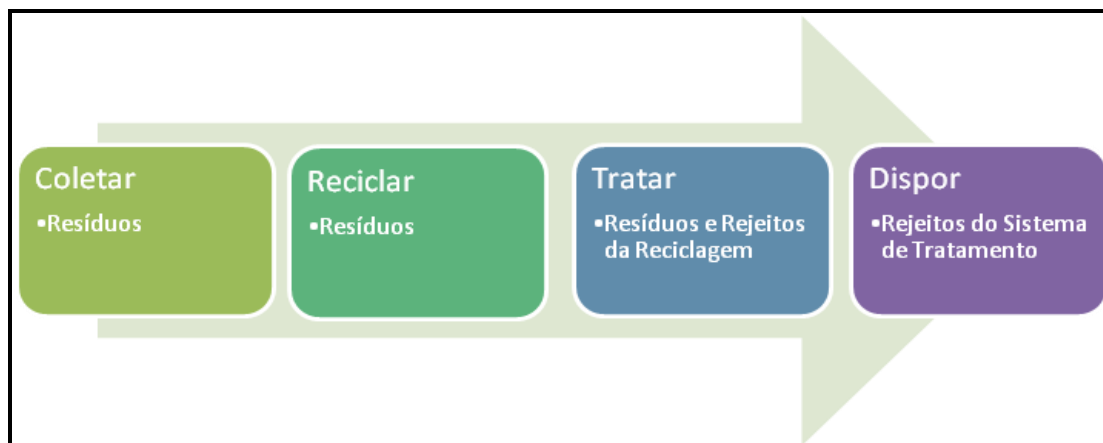 Coletar
•Resíduos
Reciclar
•Resíduos
Tratar
•Resíduos e Rejeitos
da Reciclagem
Dispor
•Rejeitos do Sistema
de Tratamento